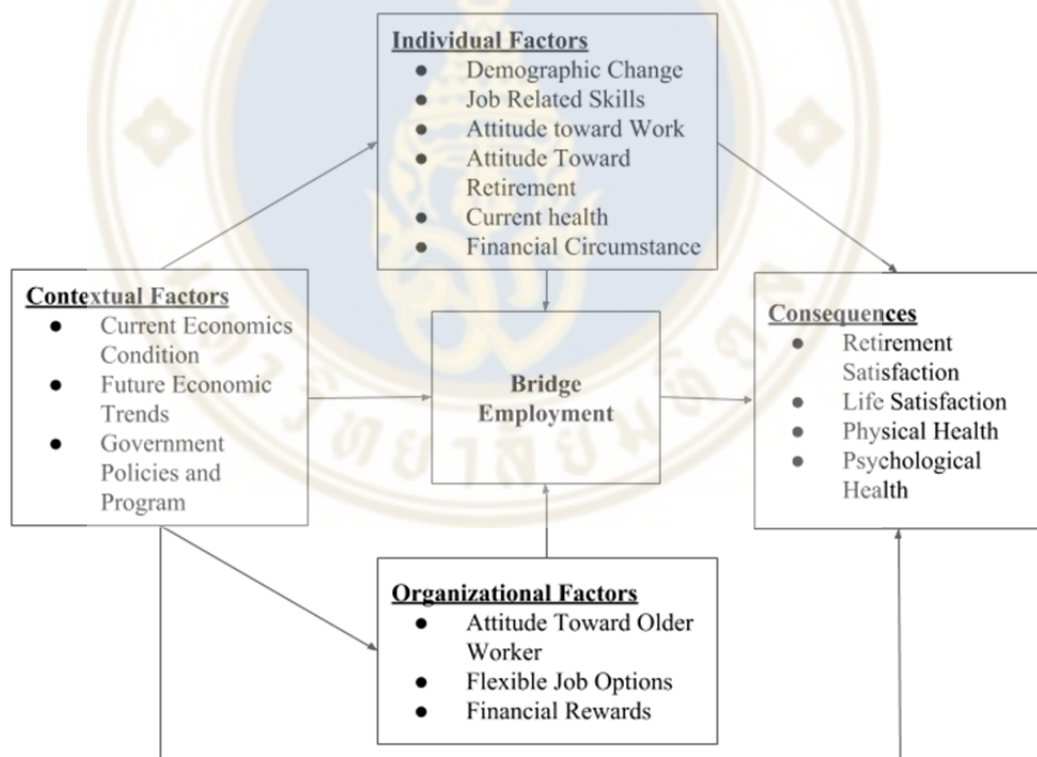 Individual Factors
● Demographic Change
● Job Related Skills
● Attitude toward Work
● Attitude Toward
Retirement
● Current health
● Financial Circumstance
Contextual Factors
● Current Economics
Condition
● Future Economic
Trends
● Government
Policies and
Program
Bridge
Employment
Consequences
● Retirement
Satisfaction
● Life Satisfaction
● Physical Health
● Psychological
Health
Organizational Factors
● Attitude Toward Older
Worker
● Flexible Job Options
● Financial Rewards